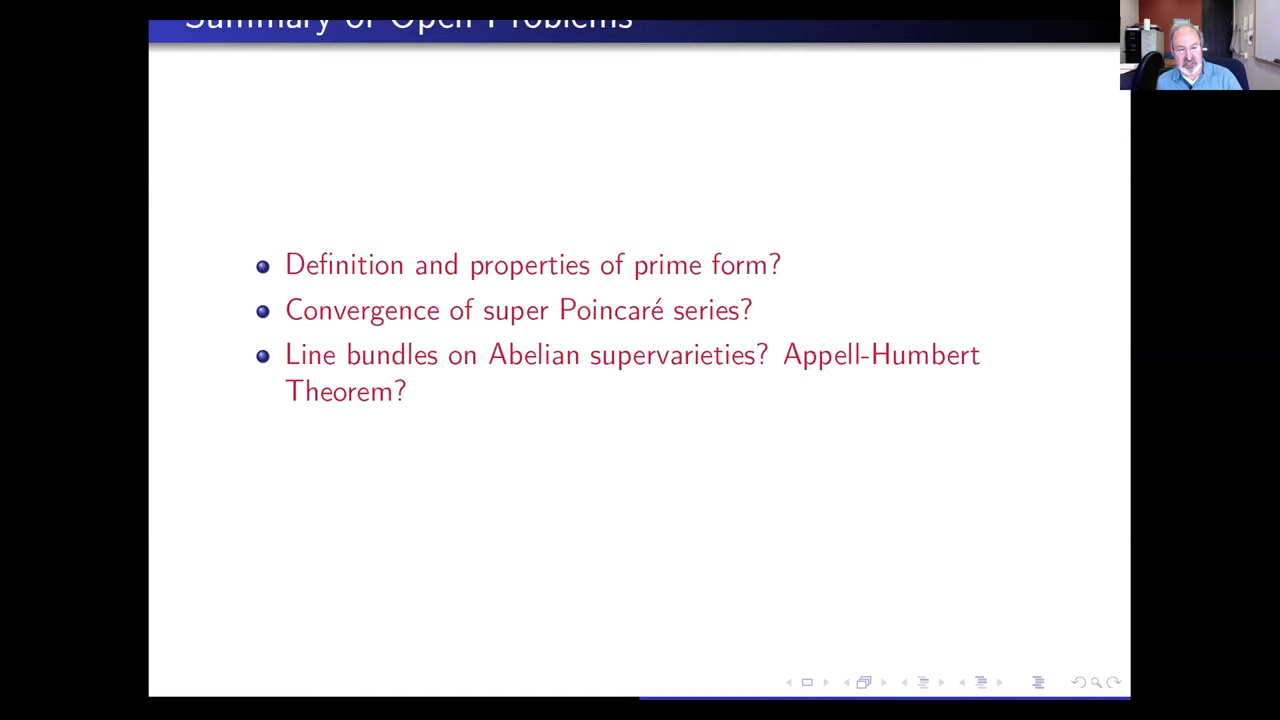 Summary of Open Problems
Definition and properties of prime form?
Convergence of super Poincaré series?
Line bundles on Abelian supervarieties? Appell-Humbert
Theorem?